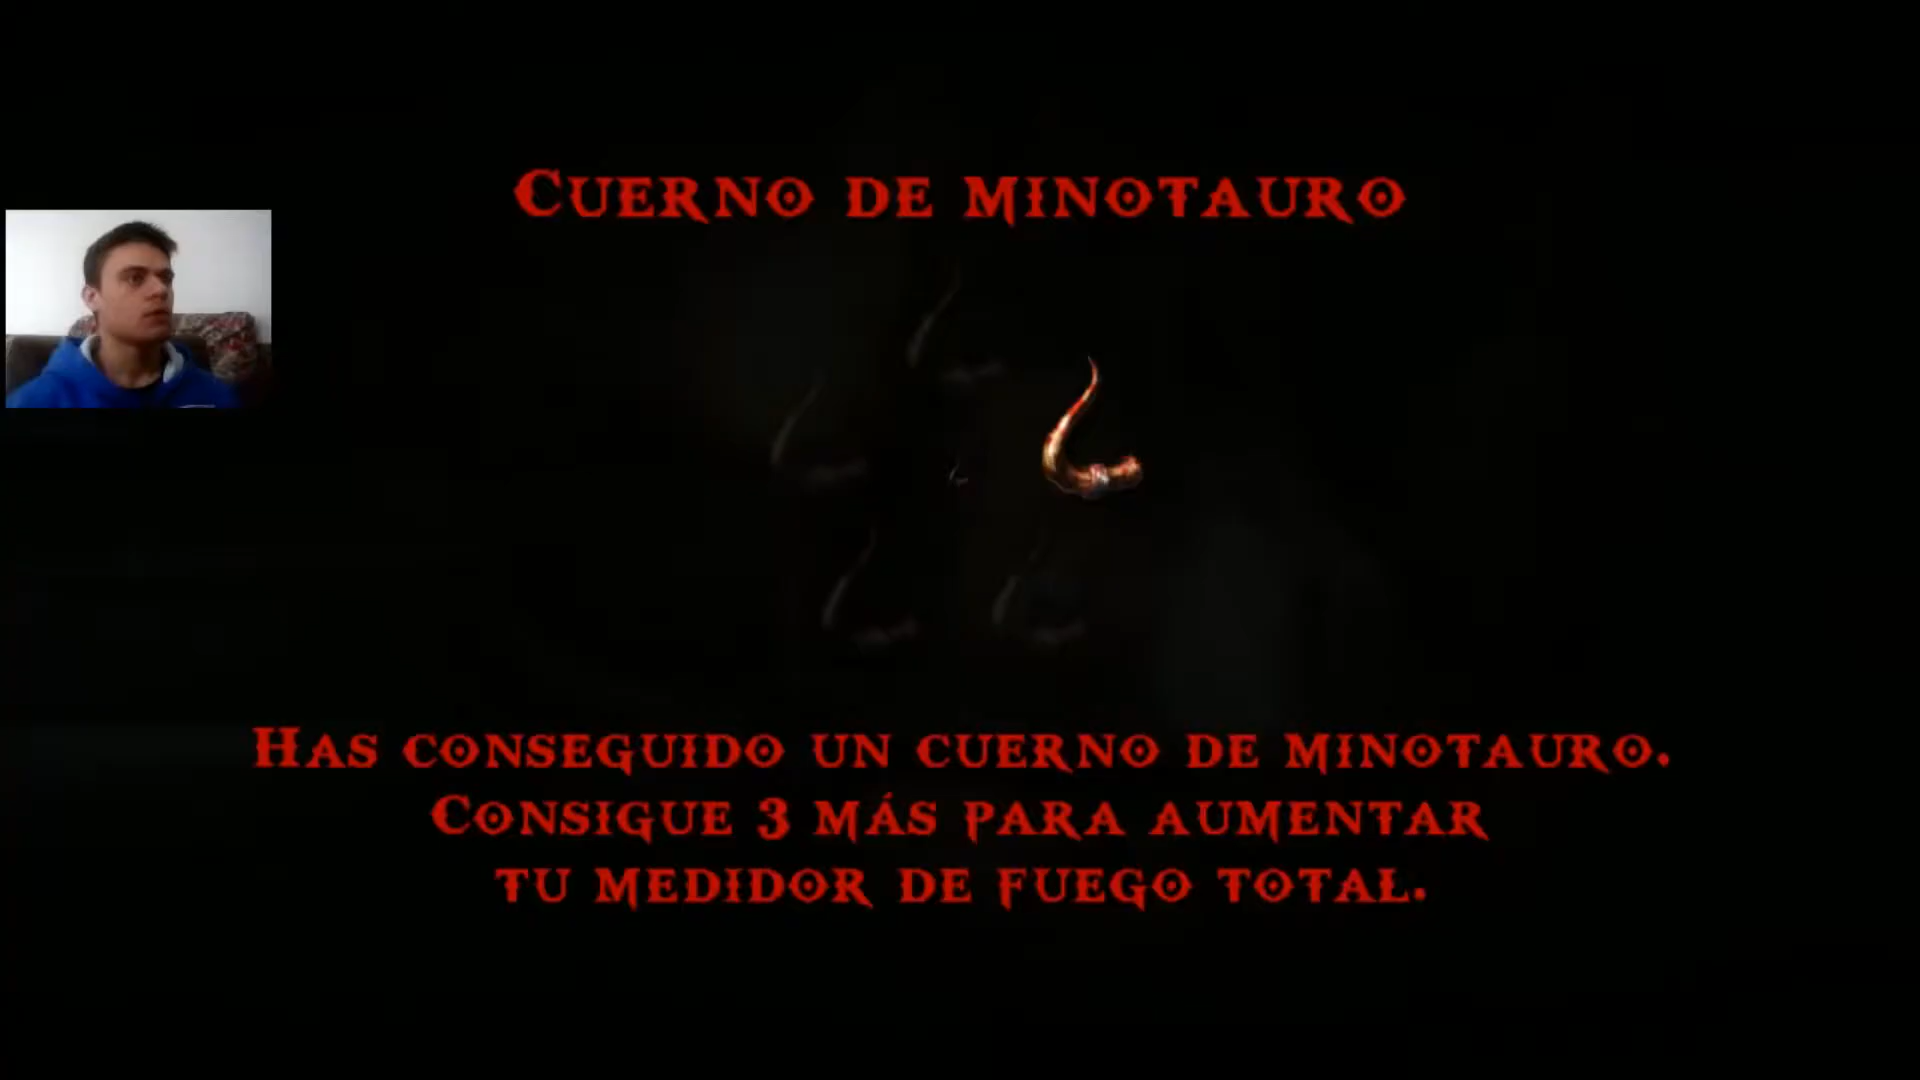 Cuerno de minotauro
Has conseguido un cuerno de minotauro.
Consigue 3 más para aumentar
tu medidor de fuego total.